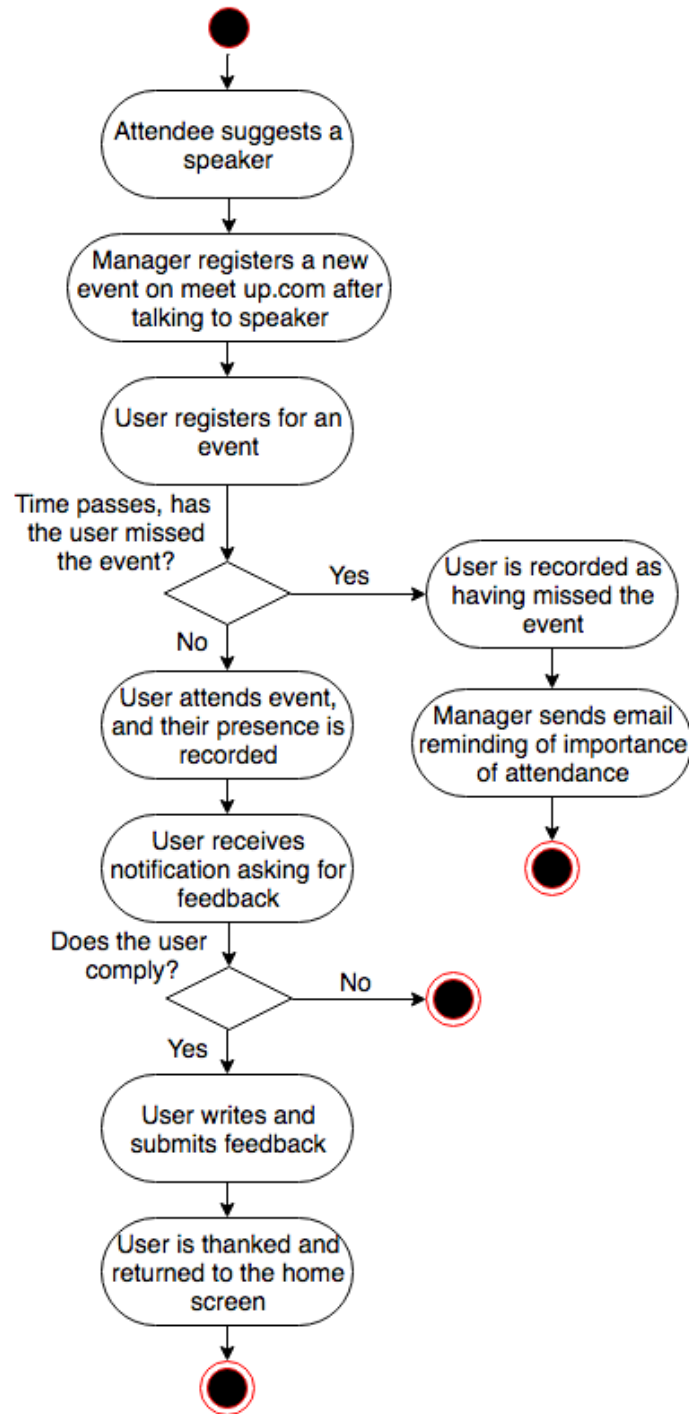 Attendee suggests a
speaker
Manager registers a new
event on meet up.com after
talking to speaker
User registers for an
event
Time passes, has
the user missed
the event?
Yes
User is recorded as
having missed the
event
No
User attends event,
and their presence is
recorded
Manager sends email
reminding of importance
of attendance
User receives
notification asking for
feedback
Does the user
comply?
No
Yes
User writes and
submits feedback
User is thanked and
returned to the home
screen